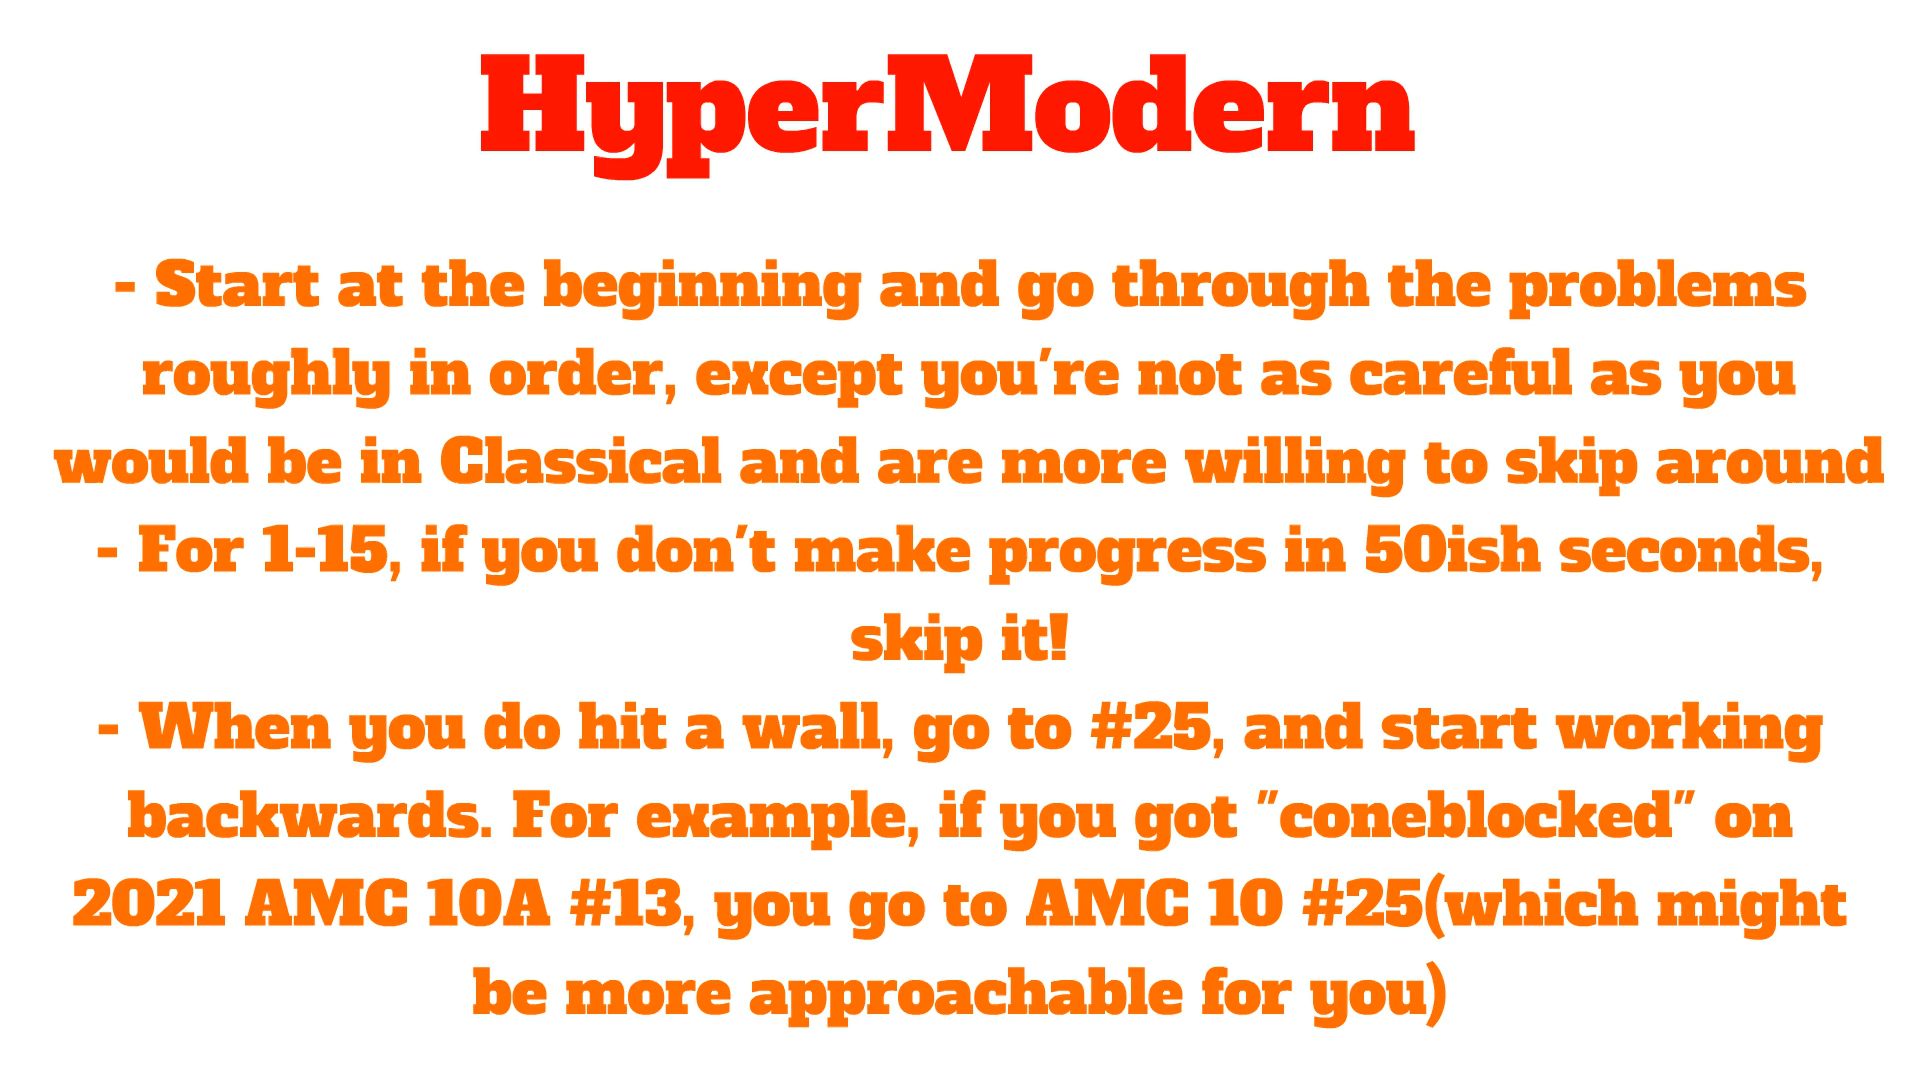 HyperModern
- Start at the beginning and go through the problems
roughly in order, except you're not as careful as you
would be in Classical and are more willing to skip around
- For 1-15, if you don't make progress in 50ish seconds,
skip it!
- When you do hit a wall, go to #25, and start working
backwards. For example, if you got "coneblocked" on
2021 AMC 10A #13, you go to AMC 10 #25(which might
be more approachable for you)